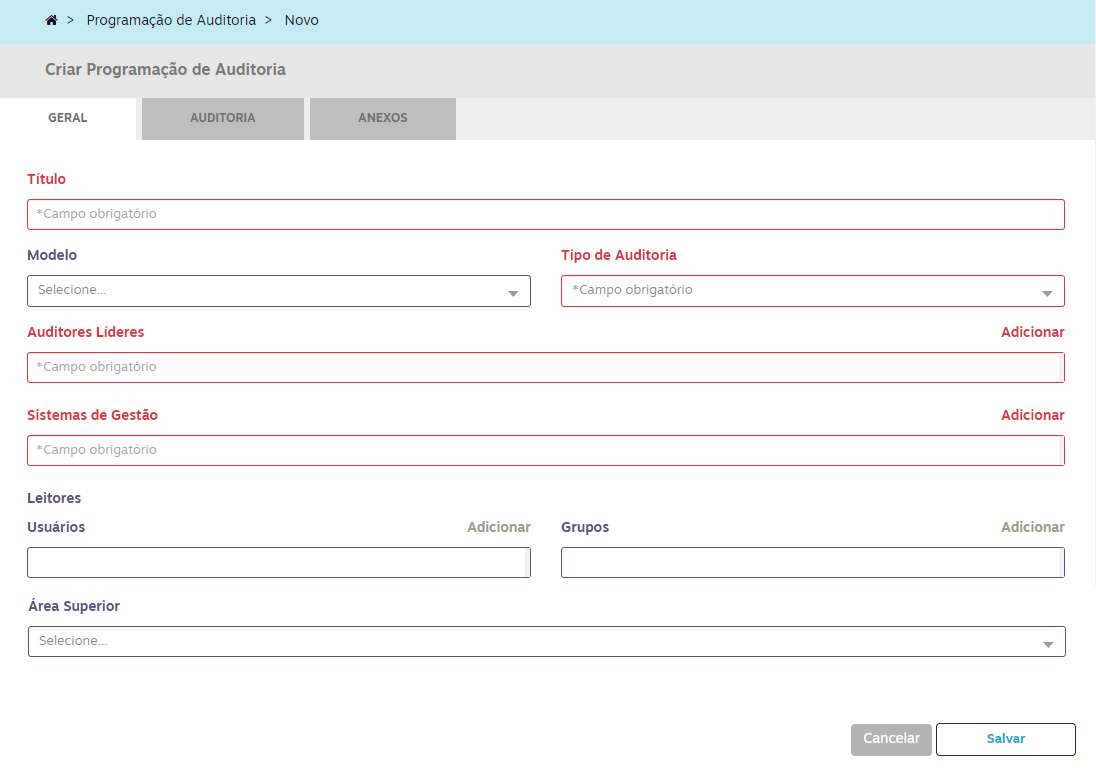 > Programação de Auditoria > Novo
Criar Programação de Auditoria
GERAL AUDITORIA ANEXOS
Título
*Campo obrigatório
Modelo Tipo de Auditoria
Selecione... *Campo obrigatório
Auditores Líderes Adicionar
*Campo obrigatório
Sistemas de Gestão Adicionar
*Campo obrigatório
Leitores
Usuários Adicionar Grupos Adicionar
Área Superior
Selecione...
Cancelar Salvar